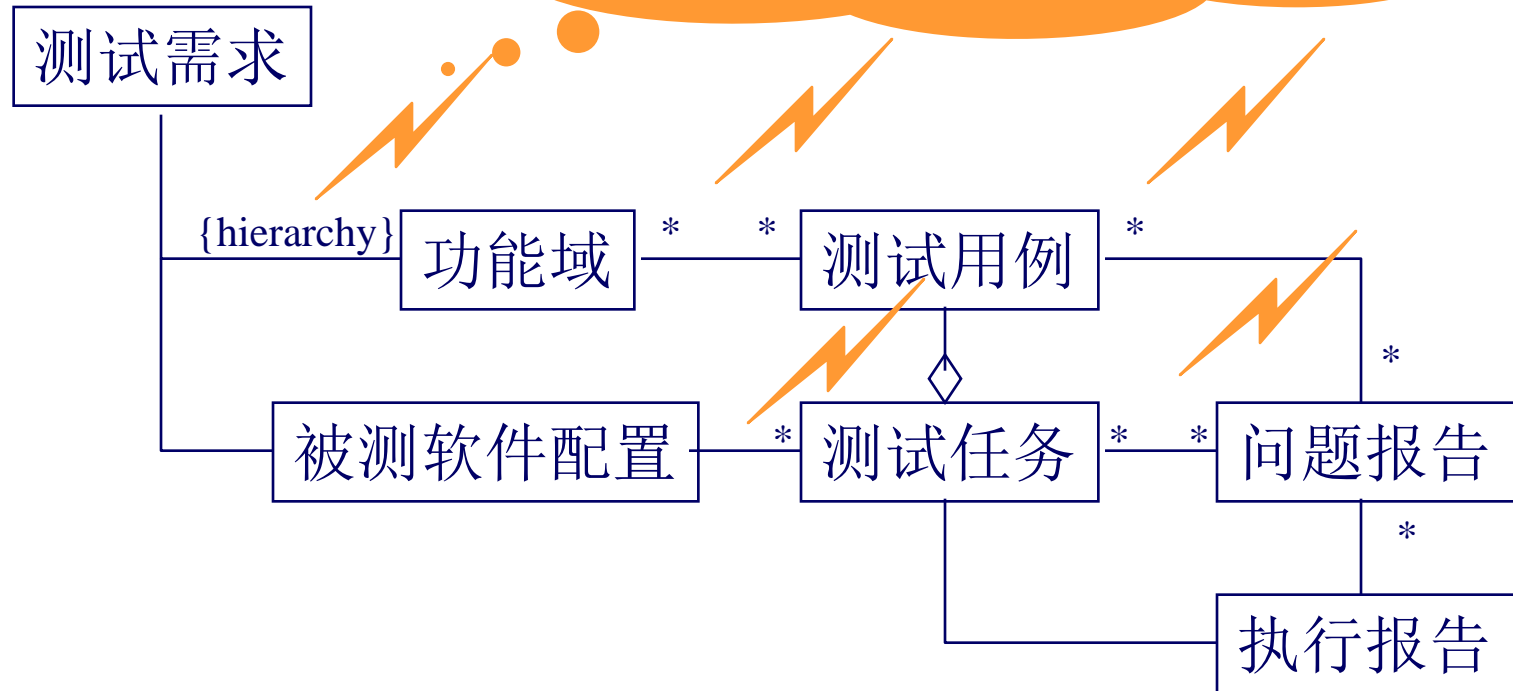 测试需求
{hierarchy}
功能域
*
*
测试用例
*
*
被测软件配置
*
测试任务
*
*
问题报告
*
执行报告